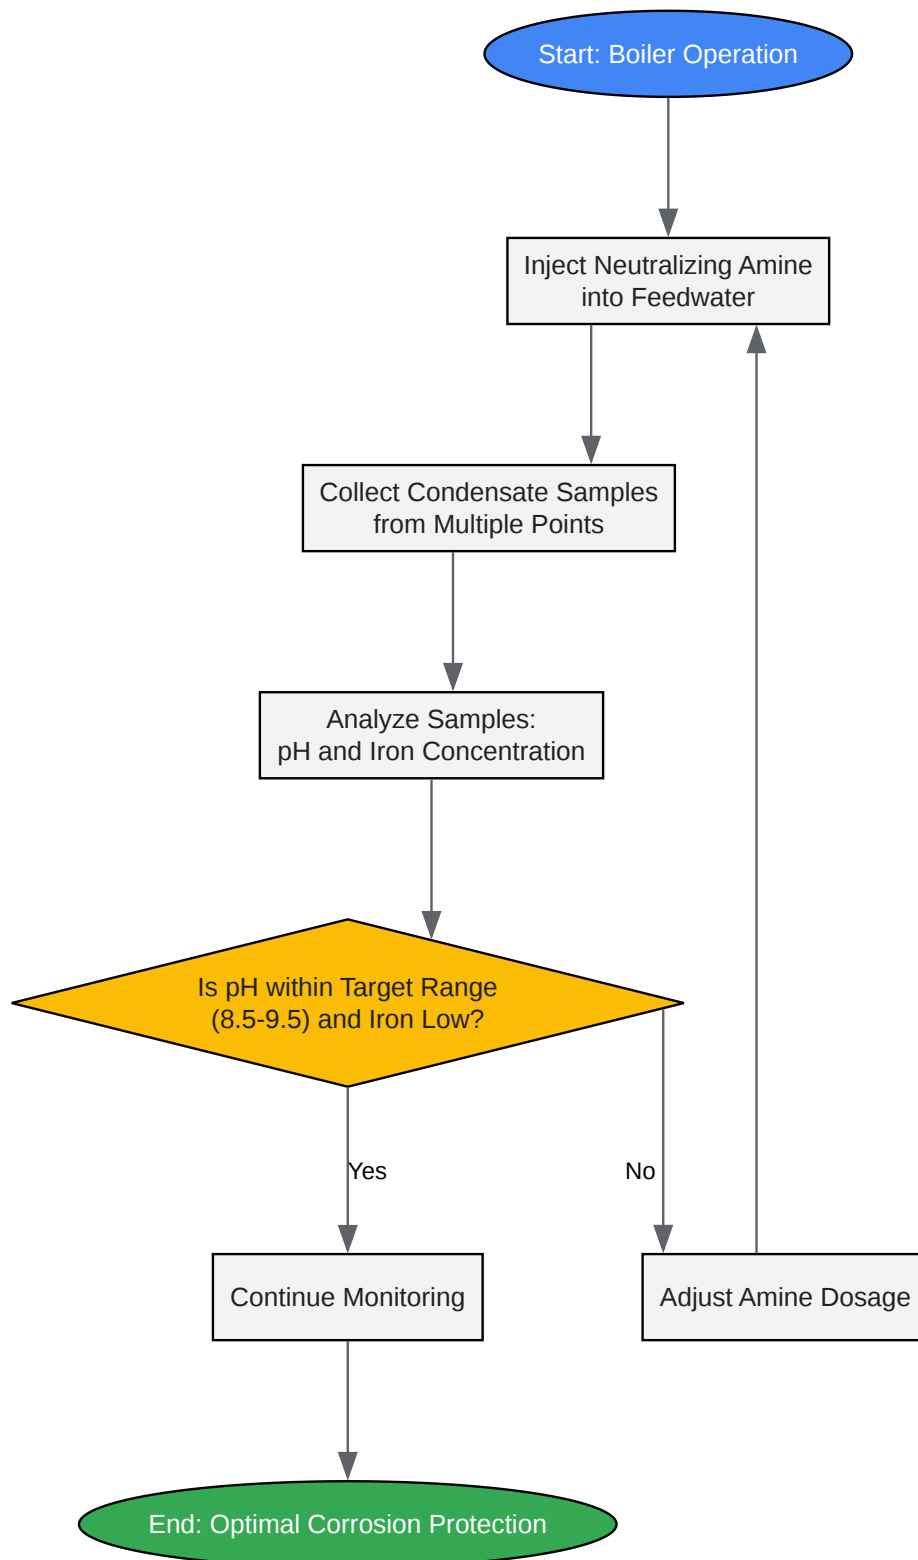 Start: Boiler Operation
Inject Neutralizing Amine
into Feedwater
Collect Condensate Samples
from Multiple Points
Analyze Samples:
pH and Iron Concentration
Is pH within Target Range
(8.5-9.5) and Iron Low?
Yes
No
Continue Monitoring
Adjust Amine Dosage
End: Optimal Corrosion Protection